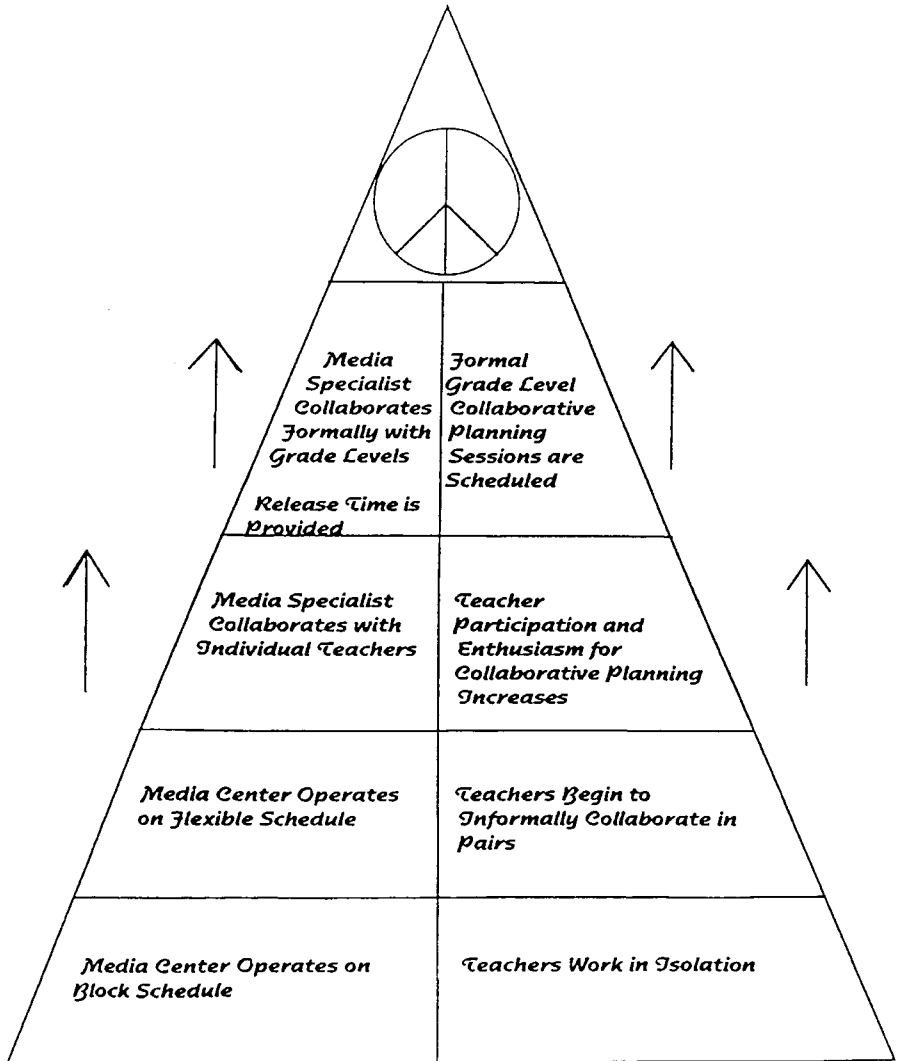 Media
Specialist
Collaborates
Formally with
Grade Levels
Release Time is
Provided
Formal
Grade Level
Collaborative
Planning
Sessions are
Scheduled
Media Specialist
Collaborates with
Individual Teachers
Teacher
Participation and
Enthusiasm for
Collaborative Planning
Increases
Media Center Operates
on Flexible Schedule
Teachers Begin to
Informally Collaborate in
Pairs
Media Center Operates on
Block Schedule
Teachers Work in Isolation